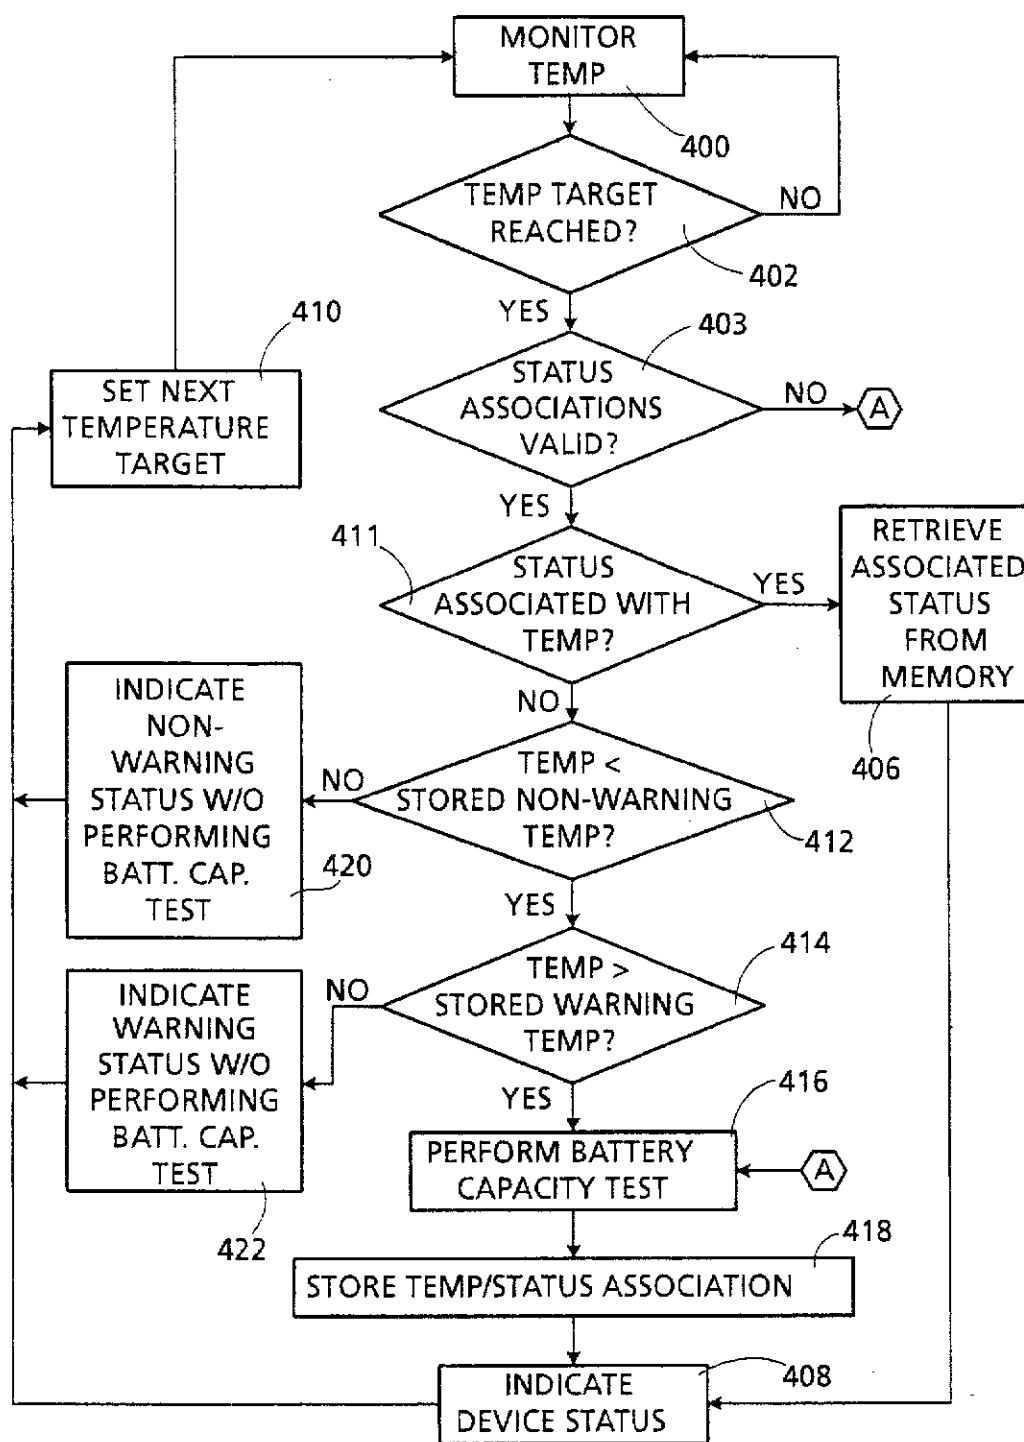 MONITOR
TEMP
400
TEMP TARGET
REACHED?
NO
402
YES
410
403
SET NEXT
TEMPERATURE
TARGET
STATUS
ASSOCIATIONS
VALID?
NO
A
YES
411
STATUS
ASSOCIATED WITH
TEMP?
YES
RETRIEVE
ASSOCIATED
STATUS
FROM
MEMORY
406
NO
INDICATE
NON-
WARNING
STATUS W/O
PERFORMING
BATT. CAP.
TEST
420
NO
TEMP <
STORED NON-WARNING
TEMP?
412
YES
414
TEMP >
STORED WARNING
TEMP?
NO
INDICATE
WARNING
STATUS W/O
PERFORMING
BATT. CAP.
TEST
422
YES
416
PERFORM BATTERY
CAPACITY TEST
A
418
STORE TEMP/STATUS ASSOCIATION
408
INDICATE
DEVICE STATUS